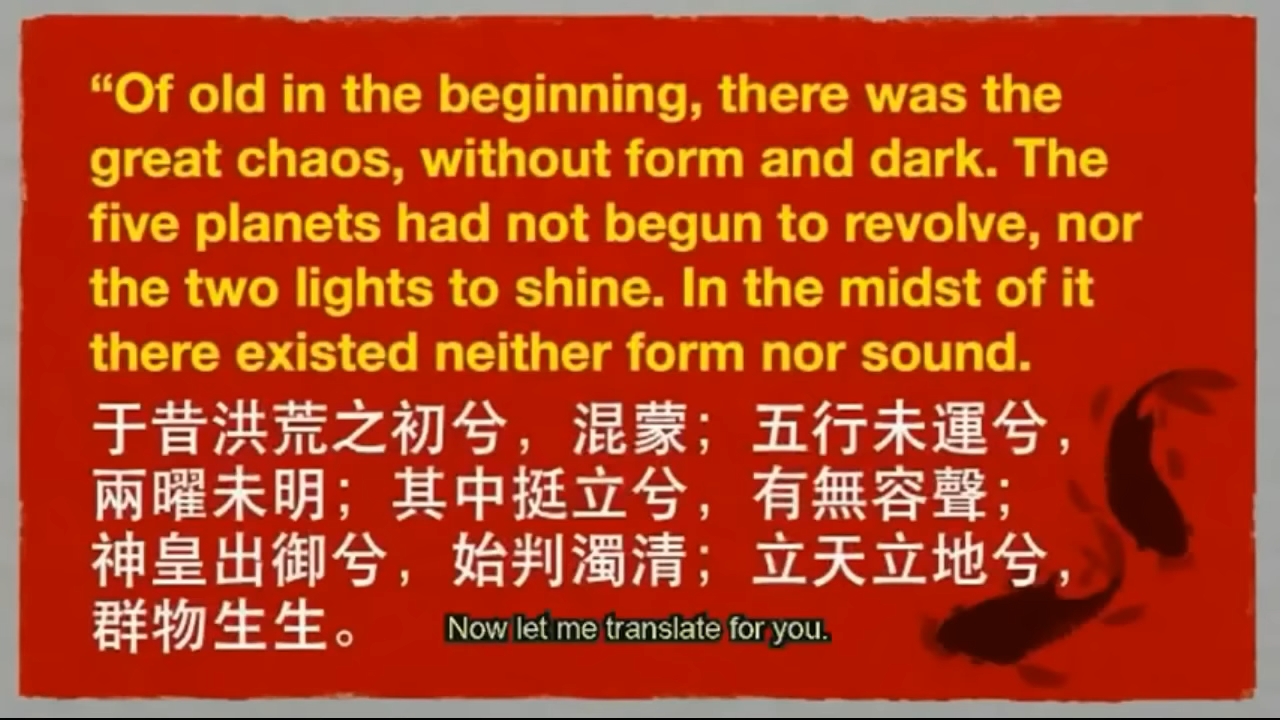 “Of old in the beginning, there was the
great chaos, without form and dark. The
five planets had not begun to revolve, nor
the two lights to shine. In the midst of it
there existed neither form nor sound.
于昔洪荒之初兮，混蒙；五行未運兮，
兩曜未明；其中挺立兮，有無容聲；
神皇出御兮，始判濁清；立天立地兮，
群物生生。
Now let me translate for you.